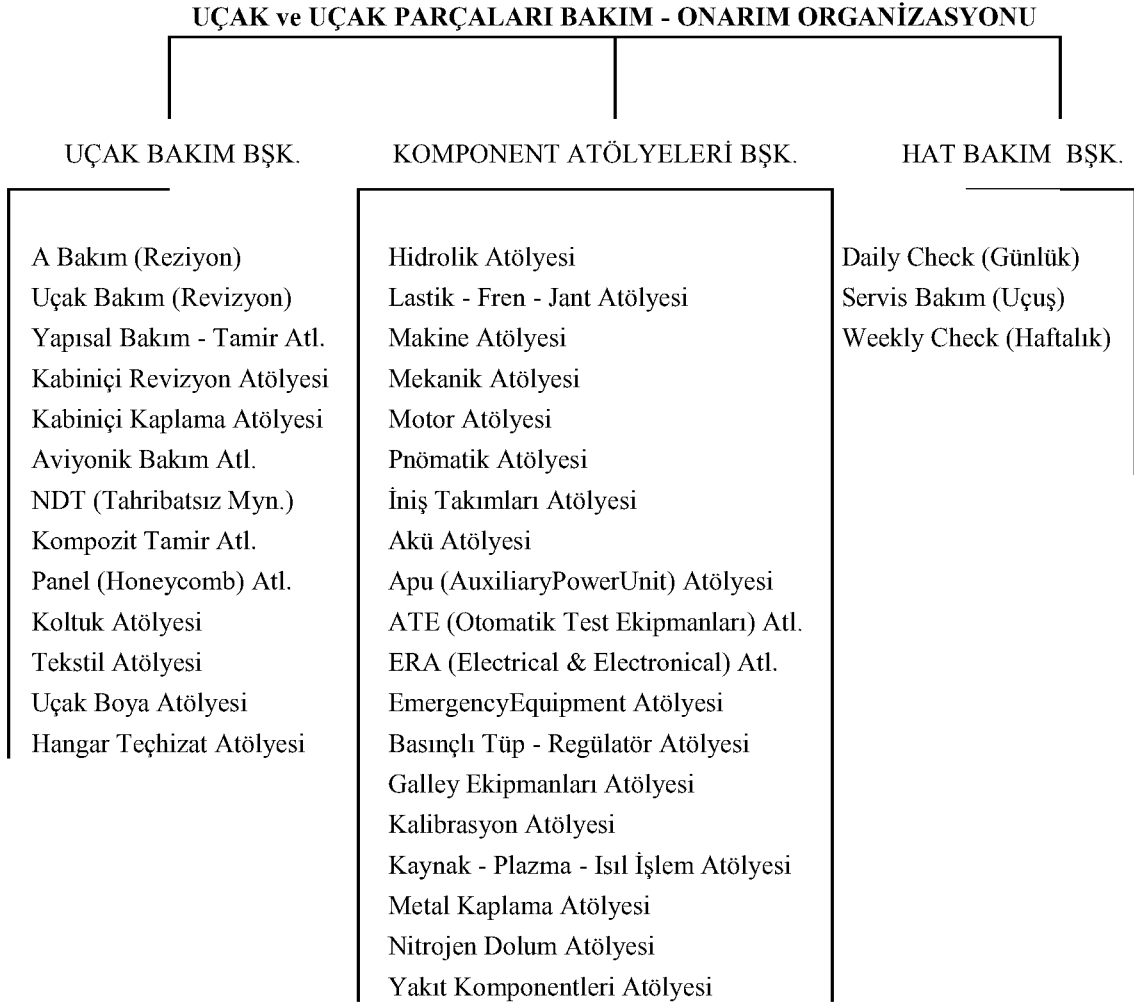 UÇAK ve UÇAK PARÇALARI BAKIM - ONARIM ORGANİZASYONU
UÇAK BAKIM BŞK.
A Bakım (Reziyon)
Uçak Bakım (Revizyon)
Yapısal Bakım - Tamir Atl.
Kabiniçi Revizyon Atölyesi
Kabiniçi Kaplama Atölyesi
Aviyonik Bakım Atl.
NDT (Tahribatsız Myn.)
Kompozit Tamir Atl.
Panel (Honeycomb) Atl.
Koltuk Atölyesi
Tekstil Atölyesi
Uçak Boya Atölyesi
Hangar Teçhizat Atölyesi
KOMPONENT ATÖLYELERİ BŞK.
Hidrolik Atölyesi
Lastik - Fren - Jant Atölyesi
Makine Atölyesi
Mekanik Atölyesi
Motor Atölyesi
Pnömatik Atölyesi
İniş Takımları Atölyesi
Akü Atölyesi
Apu (AuxiliaryPowerUnit) Atölyesi
ATE (Otomatik Test Ekipmanları) Atl.
ERA (Electrical & Electronical) Atl.
EmergencyEquipment Atölyesi
Basınçlı Tüp - Regülatör Atölyesi
Galley Ekipmanları Atölyesi
Kalibrasyon Atölyesi
Kaynak - Plazma - Isıl İşlem Atölyesi
Metal Kaplama Atölyesi
Nitrojen Dolum Atölyesi
Yakıt Komponentleri Atölyesi
HAT BAKIM BŞK.
Daily Check (Günlük)
Servis Bakım (Uçuş)
Weekly Check (Haftalık)